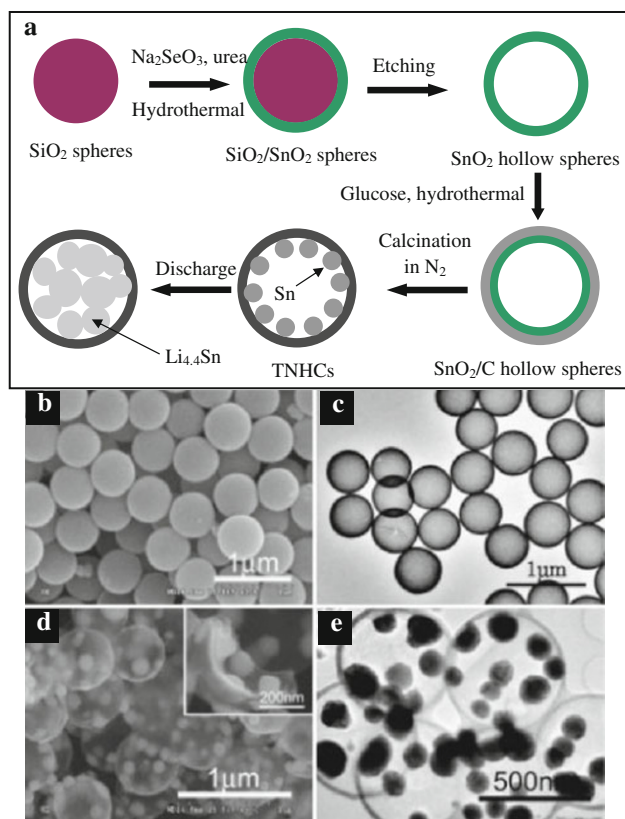 a
Na₂SeO₃, urea
Hydrothermal
Etching
SiO₂ spheres
SiO₂/SnO₂ spheres
SnO₂ hollow spheres
Glucose, hydrothermal
Discharge
Sn
Calcination
in N₂
Li₄.₄Sn
TNHCs
SnO₂/C hollow spheres
b
1μm
c
1μm
d
200nm
1μm
e
500n